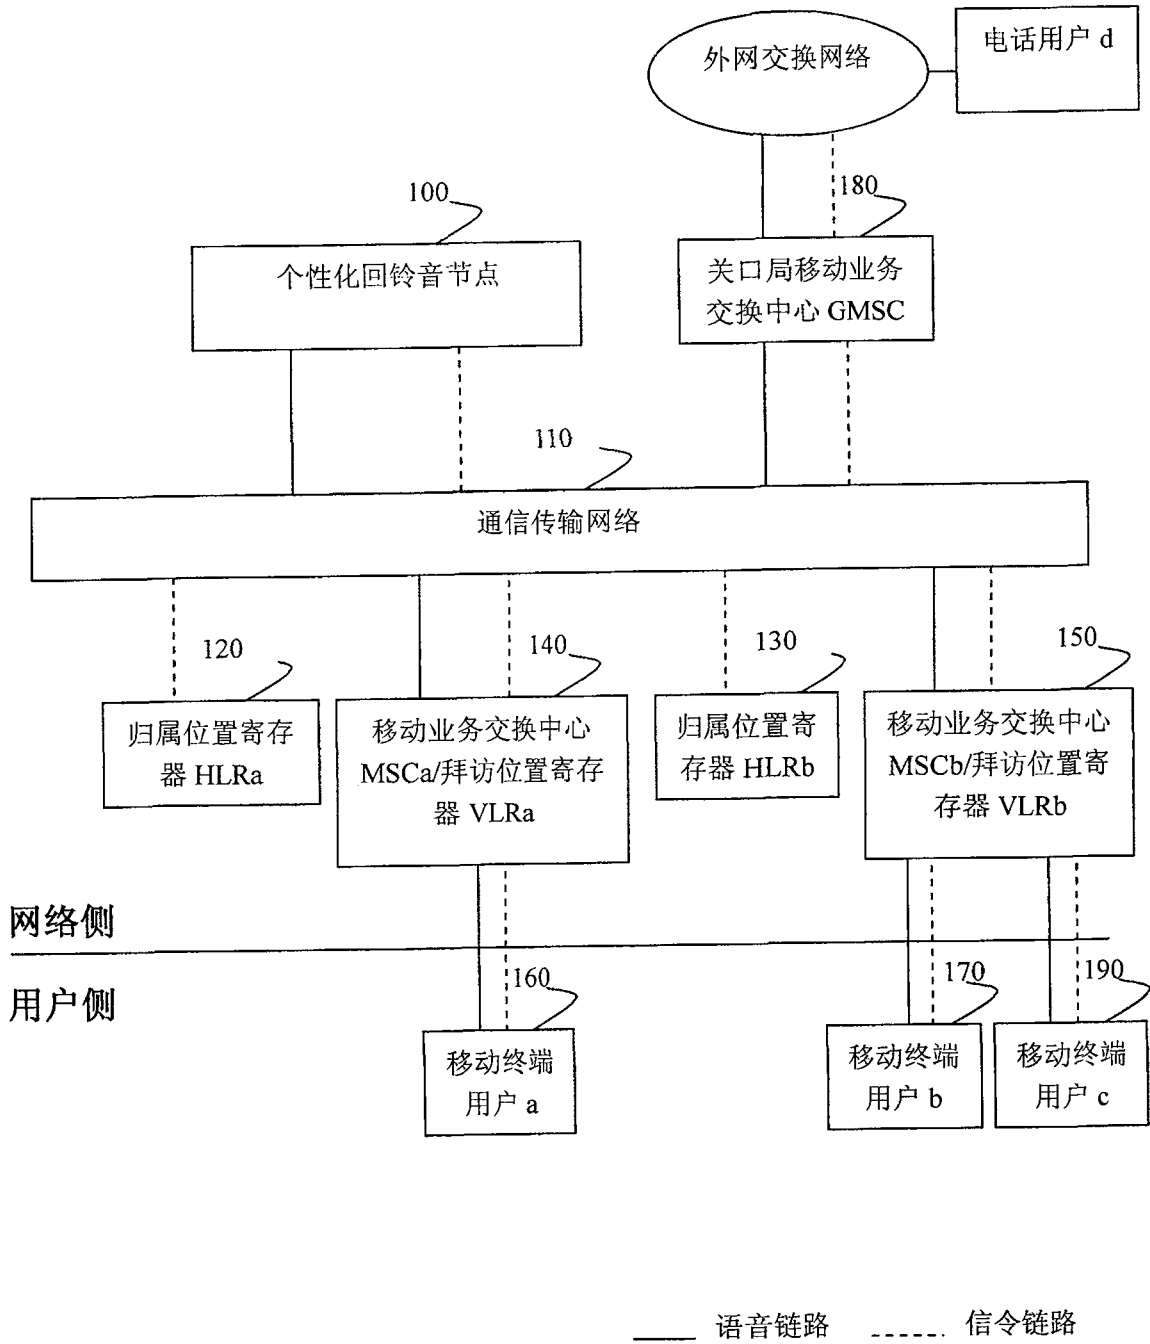 外网交换网络
电话用户 d
100
180
个性化回铃音节点
关口局移动业务
交换中心 GMSC
110
通信传输网络
120
140
130
150
归属位置寄存
器 HLRa
移动业务交换中心
MSCa/拜访位置寄存
器 VLRa
归属位置寄
存器 HLRb
移动业务交换中心
MSCb/拜访位置寄
存器 VLRb
网络侧
用户侧
160
170
190
移动终端
用户 a
移动终端
用户 b
移动终端
用户 c
语音链路
信令链路